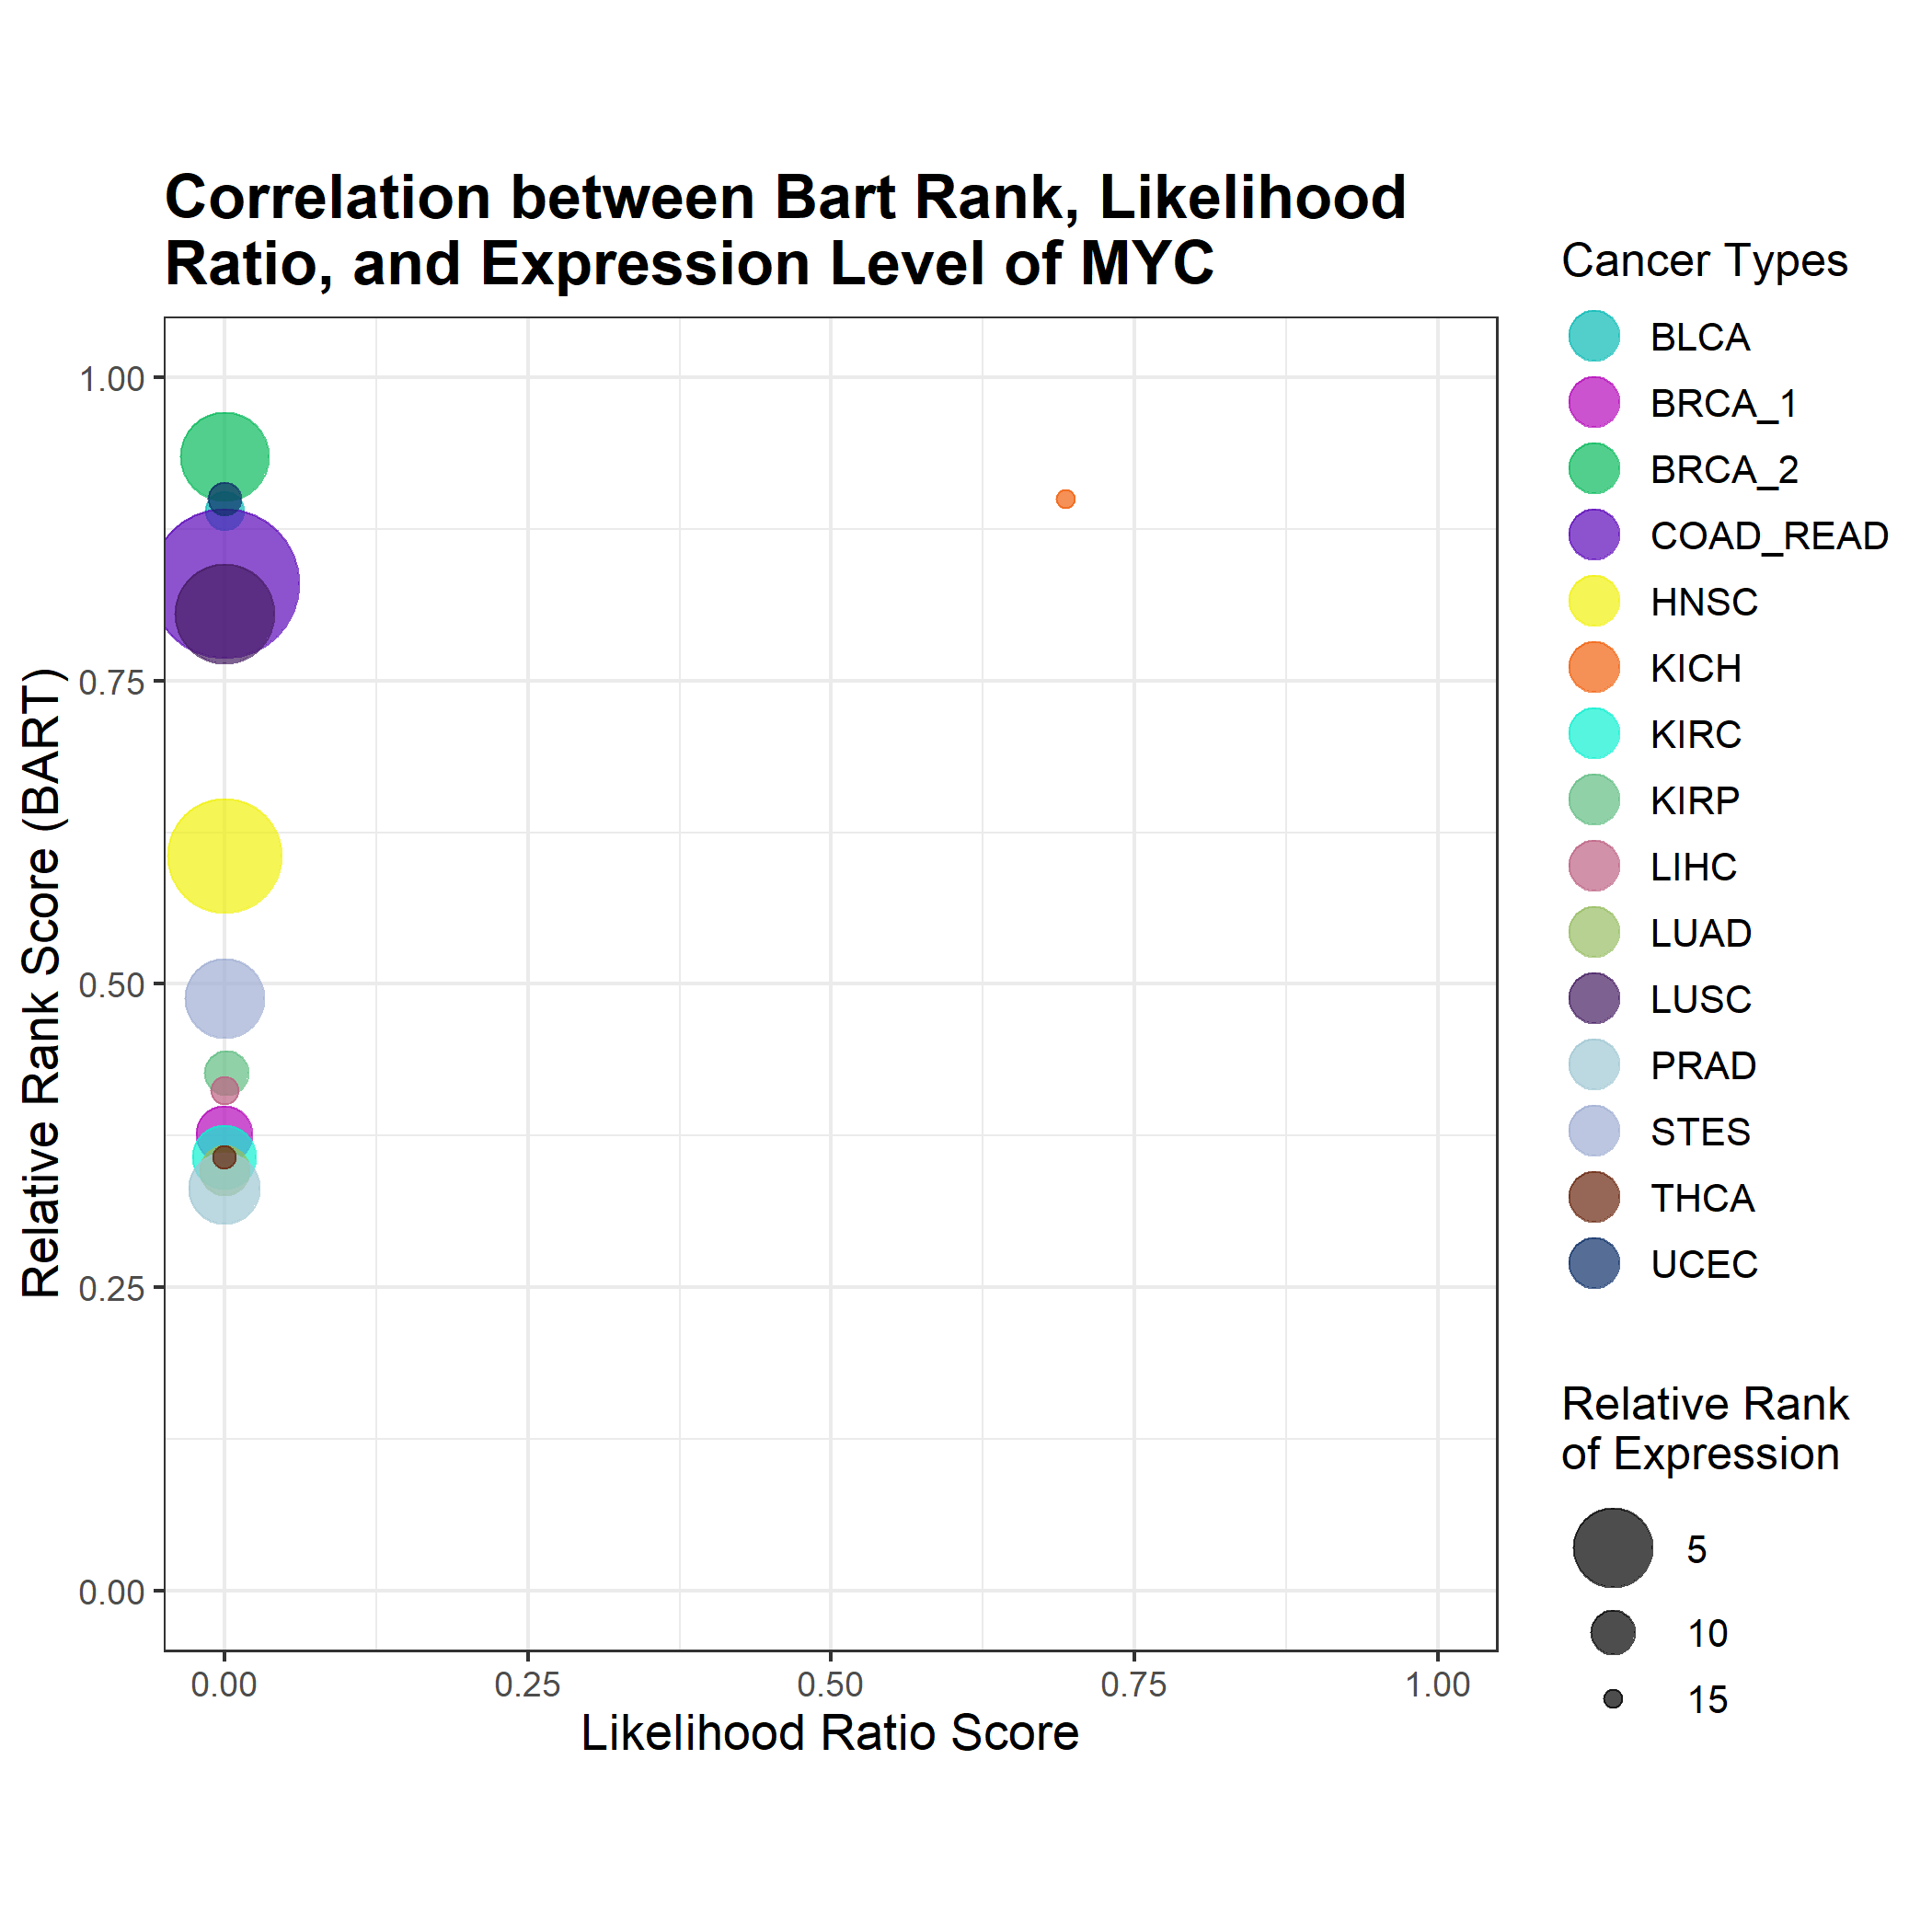 Correlation between Bart Rank, Likelihood
Ratio, and Expression Level of MYC
Relative Rank Score (BART)
1.00
0.75
0.50
0.25
0.00
0.00
0.25
0.50
0.75
1.00
Likelihood Ratio Score
Cancer Types
BLCA
BRCA_1
BRCA_2
COAD_READ
HNSC
KICH
KIRC
KIRP
LIHC
LUAD
LUSC
PRAD
STES
THCA
UCEC
Relative Rank
of Expression
5
10
15